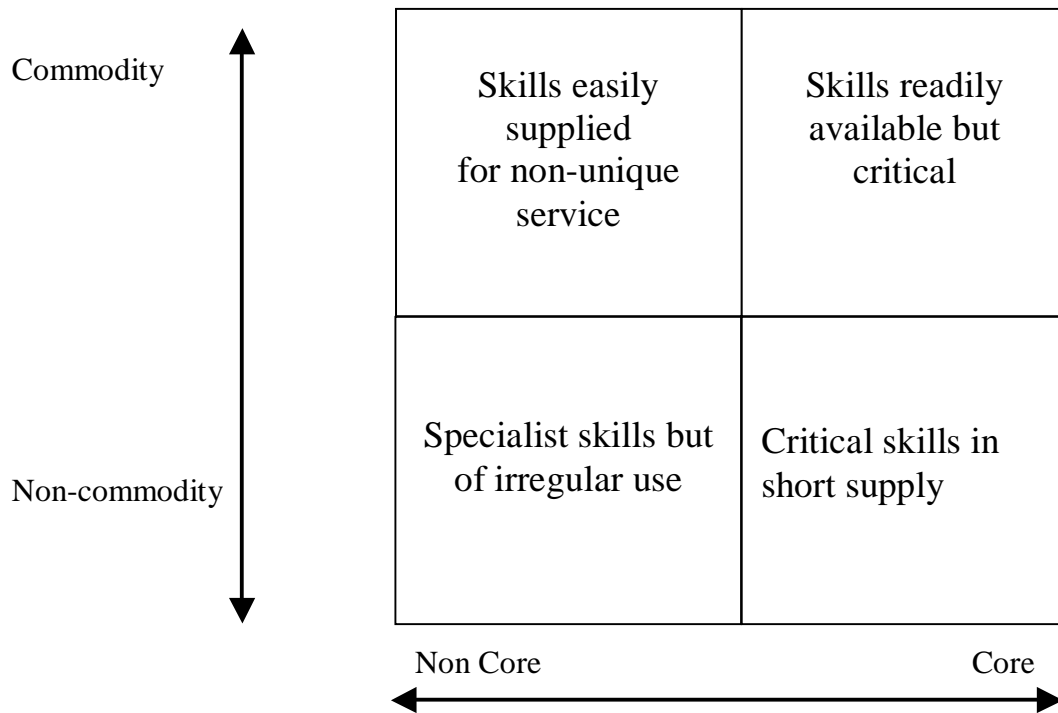 Commodity
Skills easily
supplied
for non-unique
service
Skills readily
available but
critical
Non-commodity
Specialist skills but
of irregular use
Critical skills in
short supply
Non Core
Core